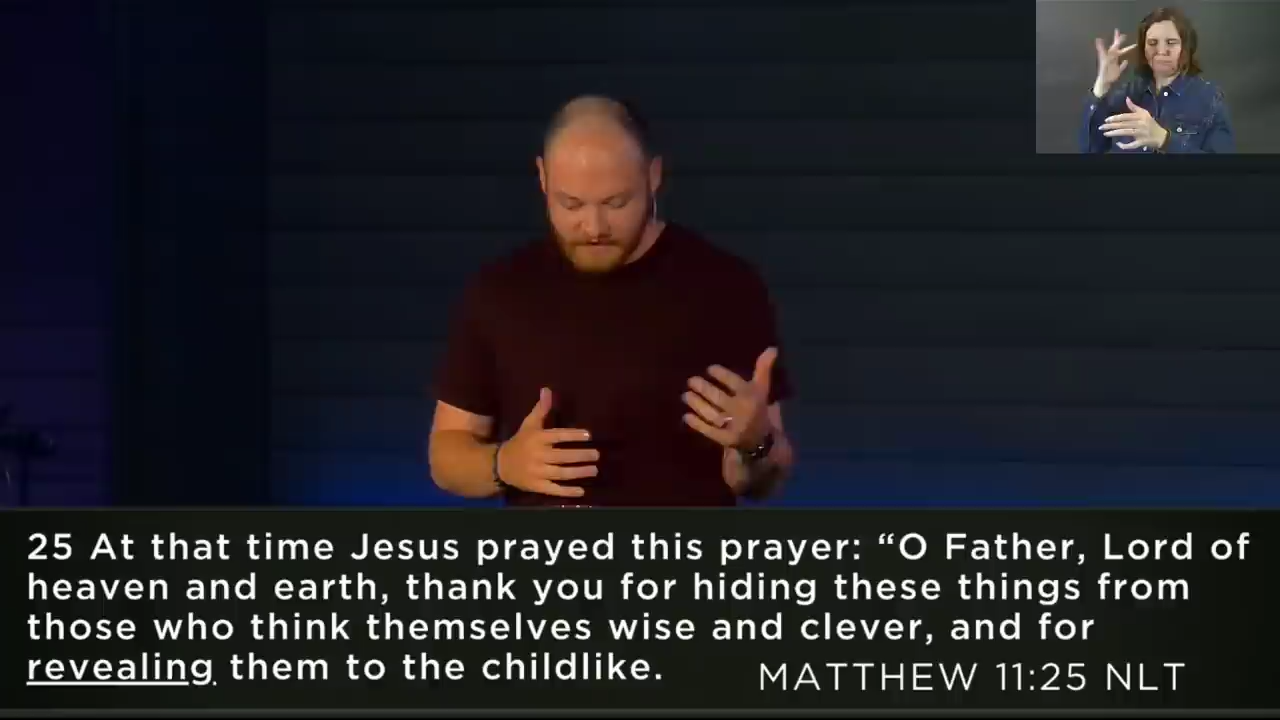 25 At that time Jesus prayed this prayer: “O Father, Lord of
heaven and earth, thank you for hiding these things from
those who think themselves wise and clever, and for
revealing them to the childlike.
MATTHEW 11:25 NLT